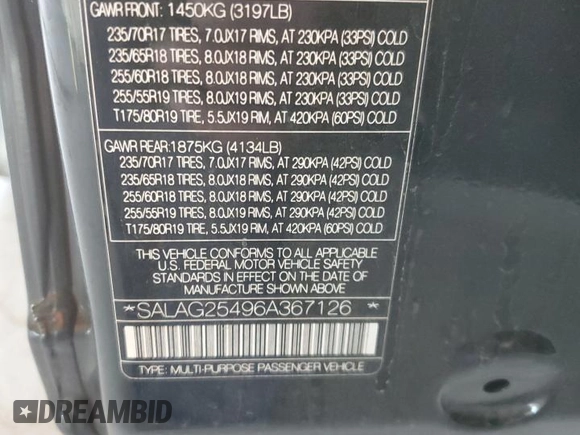 GAWR FRONT: 1450KG (3197LB)
235/70R17 TIRES, 7.0JX17 RIMS, AT 230KPA (33PSI) COLD
235/65R18 TIRES, 8.0JX18 RIMS, AT 230KPA (33PSI) COLD
255/60R18 TIRES, 8.0JX18 RIMS, AT 230KPA (33PSI) COLD
255/55R19 TIRES, 8.0JX19 RIMS, AT 230KPA (33PSI) COLD
T175/80R19 TIRE, 5.5JX19 RIM, AT 420KPA (60PSI) COLD
GAWR REAR: 1875KG (4134LB)
235/70R17 TIRES, 7.0JX17 RIMS, AT 290KPA (42PSI) COLD
235/65R18 TIRES, 8.0JX18 RIMS, AT 290KPA (42PSI) COLD
255/60R18 TIRES, 8.0JX18 RIMS, AT 290KPA (42PSI) COLD
255/55R19 TIRES, 8.0JX19 RIMS, AT 290KPA (42PSI) COLD
T175/80R19 TIRE, 5.5JX19 RIM, AT 420KPA (60PSI) COLD
THIS VEHICLE CONFORMS TO ALL APPLICABLE
U.S. FEDERAL MOTOR VEHICLE SAFETY
STANDARDS IN EFFECT ON THE DATE OF
MANUFACTURE SHOWN ABOVE
*SALAG25496A367126 *
TYPE: MULTI-PURPOSE PASSENGER VEHICLE
DREAMBID